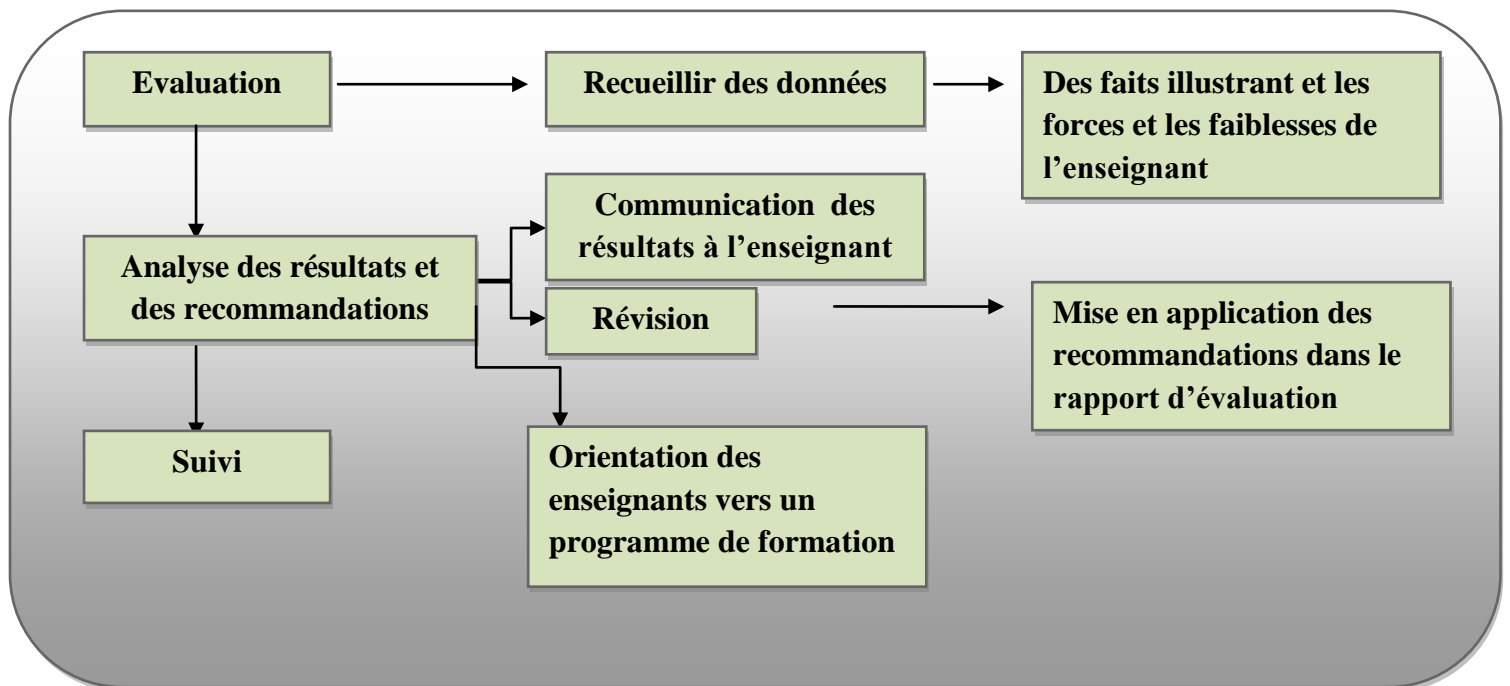 Evaluation
Recueillir des données
Des faits illustrant et les
forces et les faiblesses de
l’enseignant
Communication des
résultats à l’enseignant
Analyse des résultats et
des recommandations
Révision
Mise en application des
recommandations dans le
rapport d’évaluation
Suivi
Orientation des
enseignants vers un
programme de formation